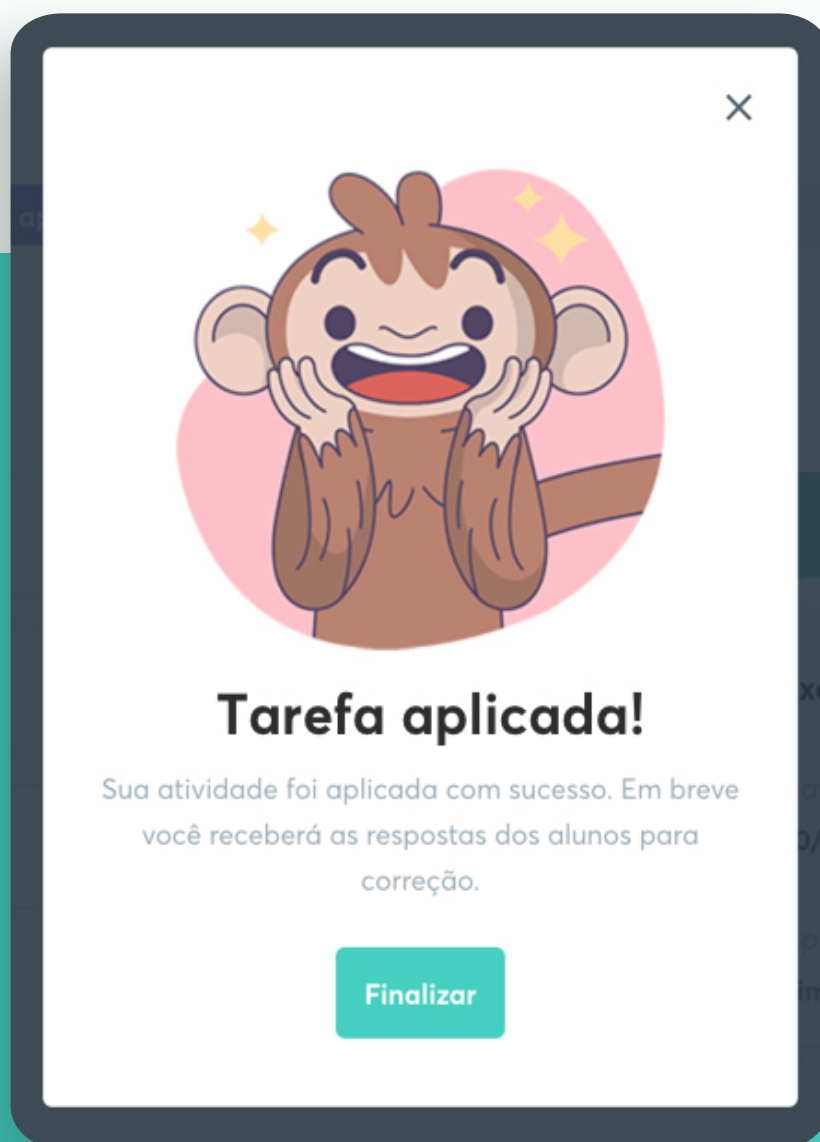 Tarefa aplicada!
Sua atividade foi aplicada com sucesso. Em breve
você receberá as respostas dos alunos para
correção.
Finalizar